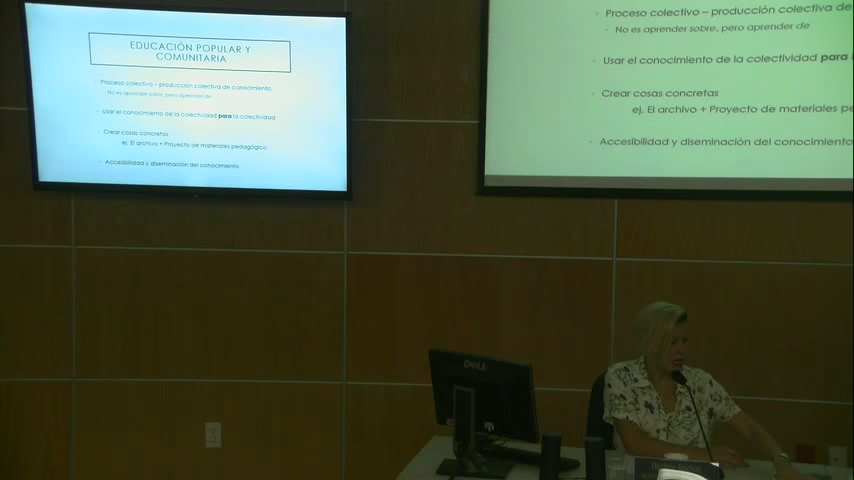 EDUCACIÓN POPULAR Y
COMUNITARIA
Proceso colectivo – producción colectiva de conocimiento
No es aprender sobre, pero aprender de
Usar el conocimiento de la colectividad para la colectividad
Crear cosas concretas
ej. El archivo + Proyecto de materiales pedagógico
Accesibilidad y diseminación del conocimiento
Proceso colectivo – producción colectiva de
No es aprender sobre, pero aprender de
Usar el conocimiento de la colectividad para
Crear cosas concretas
ej. El archivo + Proyecto de materiales
Accesibilidad y diseminación del conocimiento
DELL